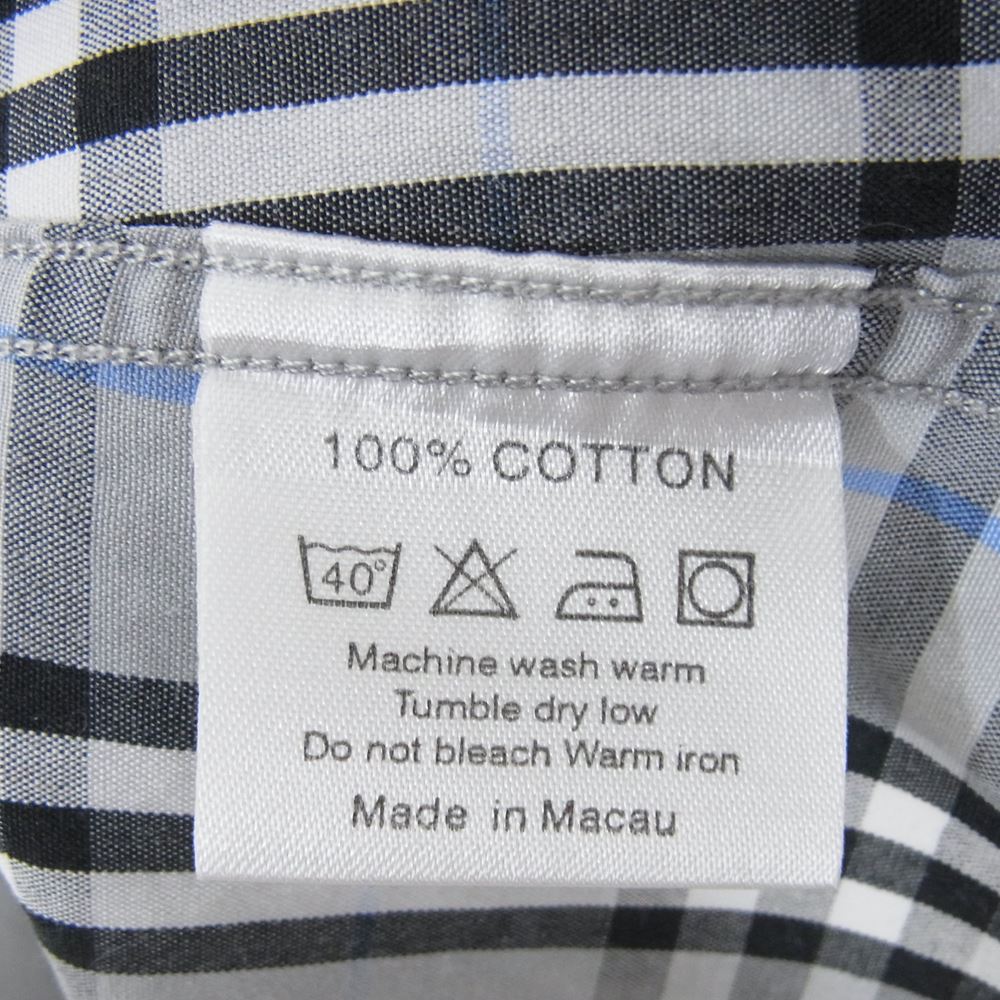 100% COTTON
40°
Machine wash warm
Tumble dry low
Do not bleach Warm iron
Made in Macau